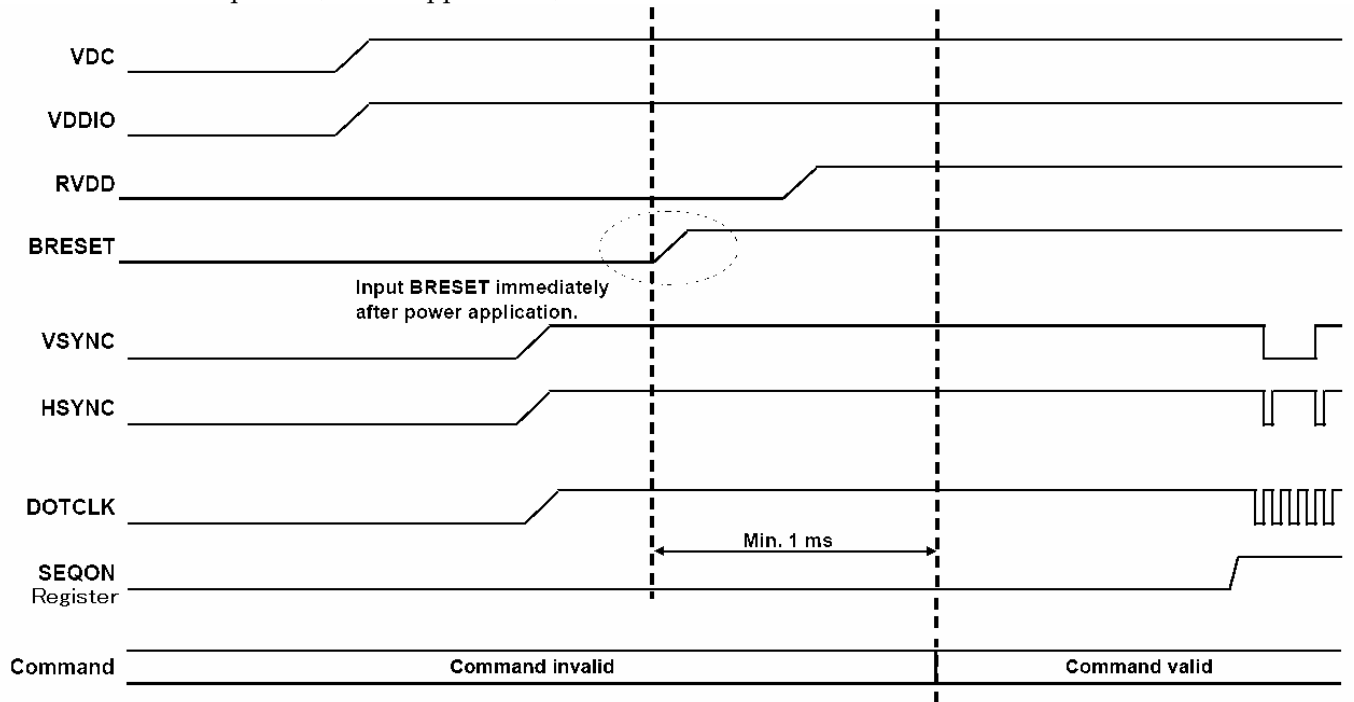 VDC
VDDIO
RVDD
BRESET
Input BRESET immediately
after power application.
VSYNC
HSYNC
DOTCLK
Min. 1 ms
SEQON
Register
Command
Command invalid
Command valid